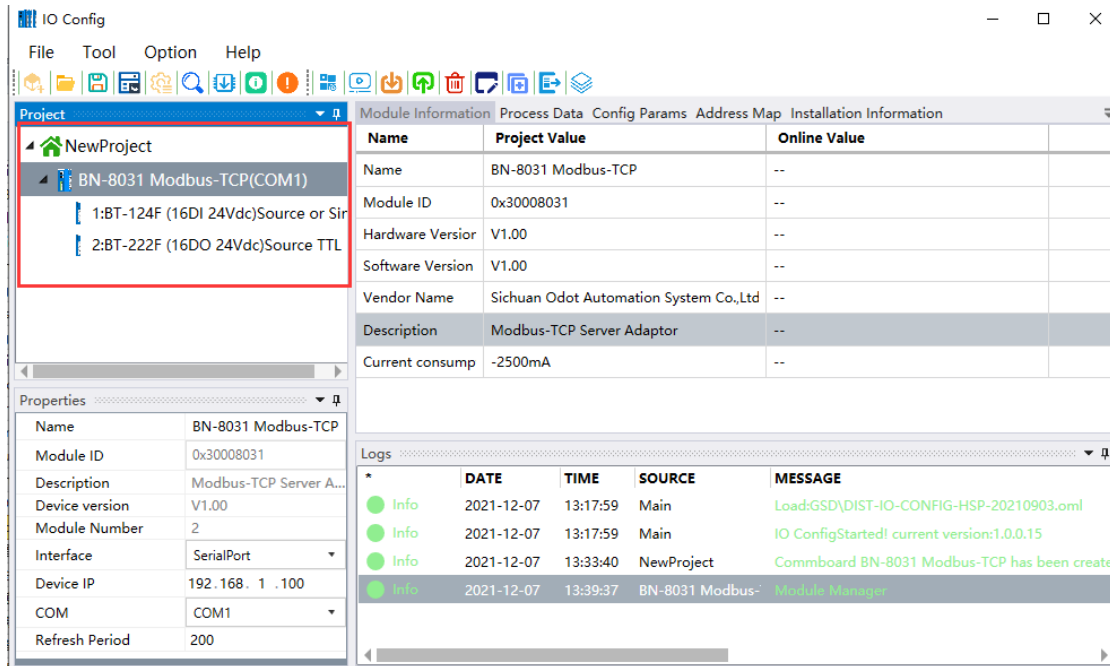 IO Config
File Tool Option Help
Project
NewProject
BN-8031 Modbus-TCP(COM1)
1:BT-124F (16DI 24Vdc)Source or Sin
2:BT-222F (16DO 24Vdc)Source TTL
Module Information Process Data Config Params Address Map Installation Information
Name Project Value Online Value
Name BN-8031 Modbus-TCP --
Module ID 0x30008031 --
Hardware Version V1.00 --
Software Version V1.00 --
Vendor Name Sichuan Odot Automation System Co.,Ltd --
Description Modbus-TCP Server Adaptor --
Current consump -2500mA --
Properties
Name BN-8031 Modbus-TCP
Module ID 0x30008031
Description Modbus-TCP Server A...
Device version V1.00
Module Number 2
Interface SerialPort
Device IP 192.168. 1 .100
COM COM1
Refresh Period 200
Logs
* DATE TIME SOURCE MESSAGE
Info 2021-12-07 13:17:59 Main Load:GSD\DIST-IO-CONFIG-HSP-20210903.oml
Info 2021-12-07 13:17:59 Main IO ConfigStarted! current version:1.0.0.15
Info 2021-12-07 13:33:40 NewProject Commboard BN-8031 Modbus-TCP has been create
Info 2021-12-07 13:39:37 BN-8031 Modbus- Module Manager